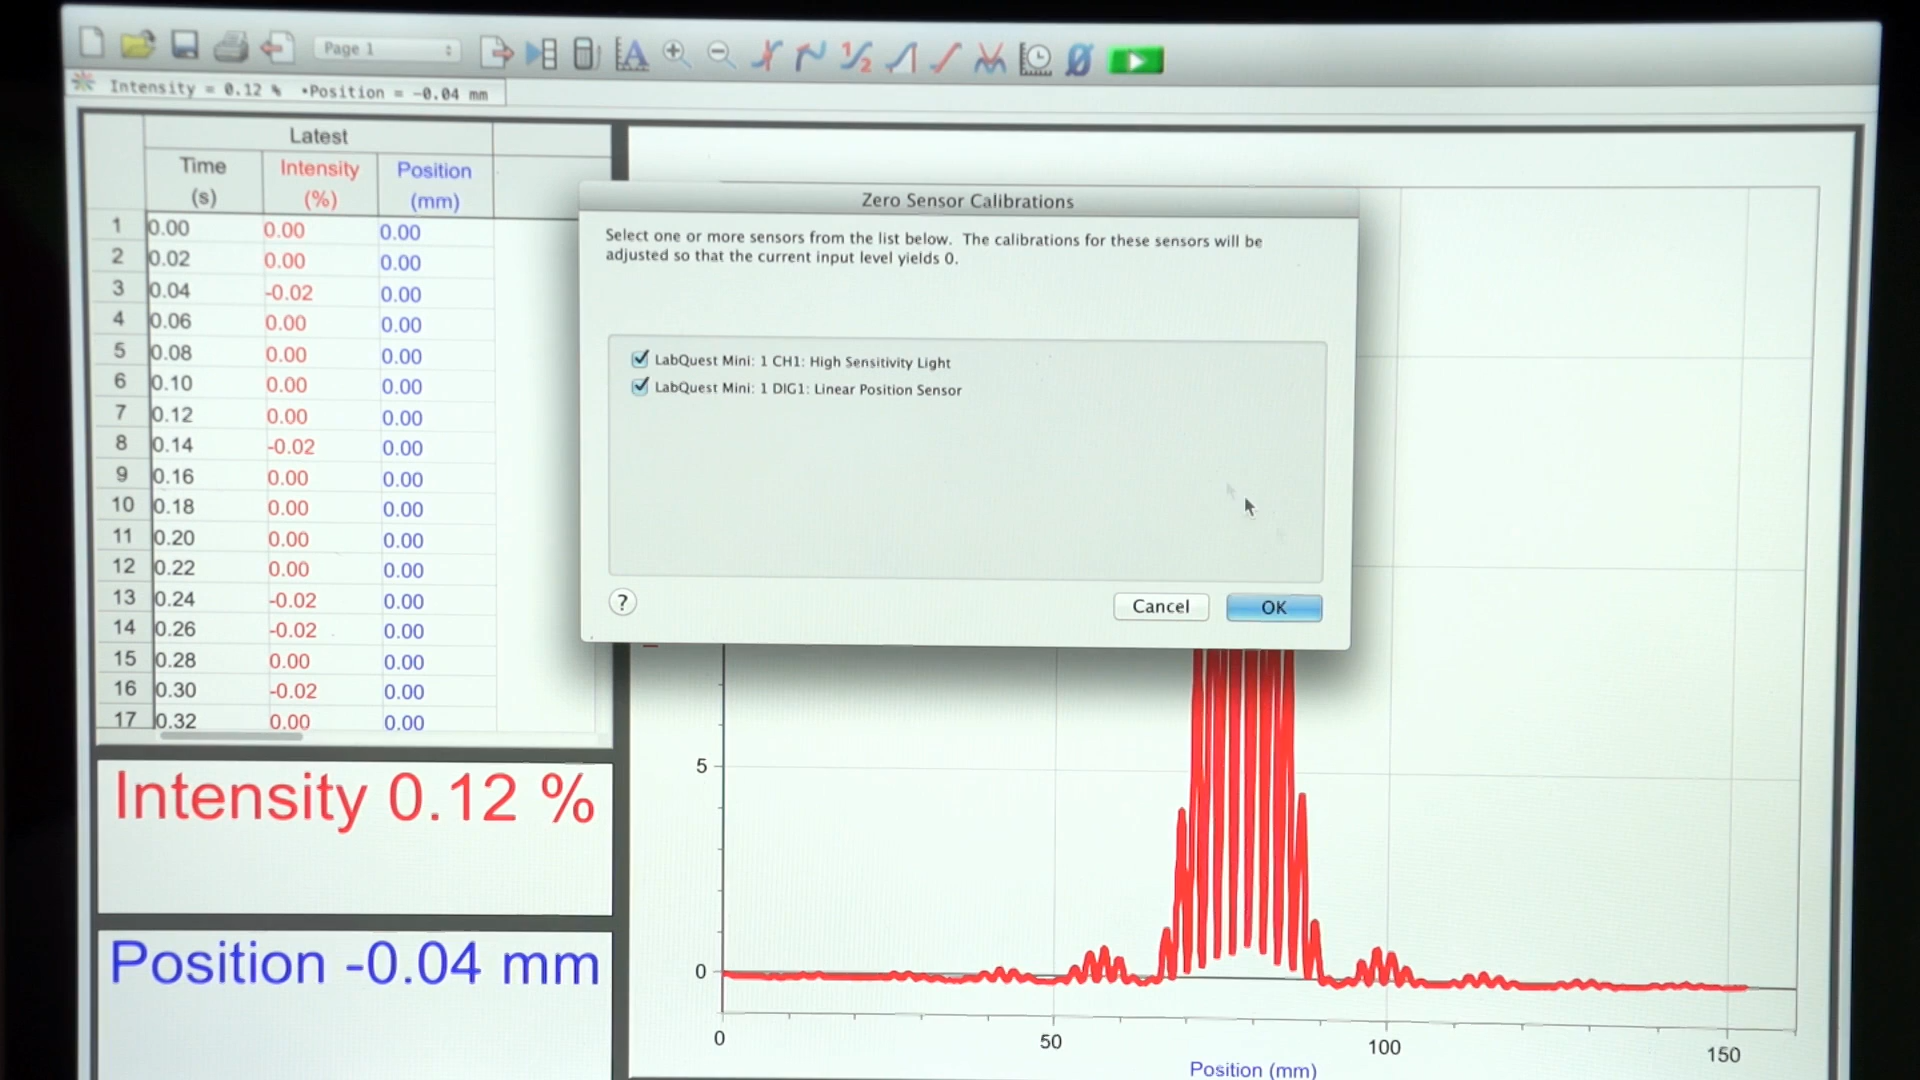 Page 1
Intensity = 0.12 % •Position = -0.04 mm
Latest
Time Intensity Position
(s) (%) (mm)
1 0.00 0.00 0.00
2 0.02 0.00 0.00
3 0.04 -0.02 0.00
4 0.06 0.00 0.00
5 0.08 0.00 0.00
6 0.10 0.00 0.00
7 0.12 0.00 0.00
8 0.14 -0.02 0.00
9 0.16 0.00 0.00
10 0.18 0.00 0.00
11 0.20 0.00 0.00
12 0.22 0.00 0.00
13 0.24 -0.02 0.00
14 0.26 -0.02 0.00
15 0.28 0.00 0.00
16 0.30 -0.02 0.00
17 0.32 0.00 0.00
Intensity 0.12 %
Position -0.04 mm
Zero Sensor Calibrations
Select one or more sensors from the list below. The calibrations for these sensors will be
adjusted so that the current input level yields 0.
LabQuest Mini: 1 CH1: High Sensitivity Light
LabQuest Mini: 1 DIG1: Linear Position Sensor
? Cancel OK
5
0
0 50 100 150
Position (mm)